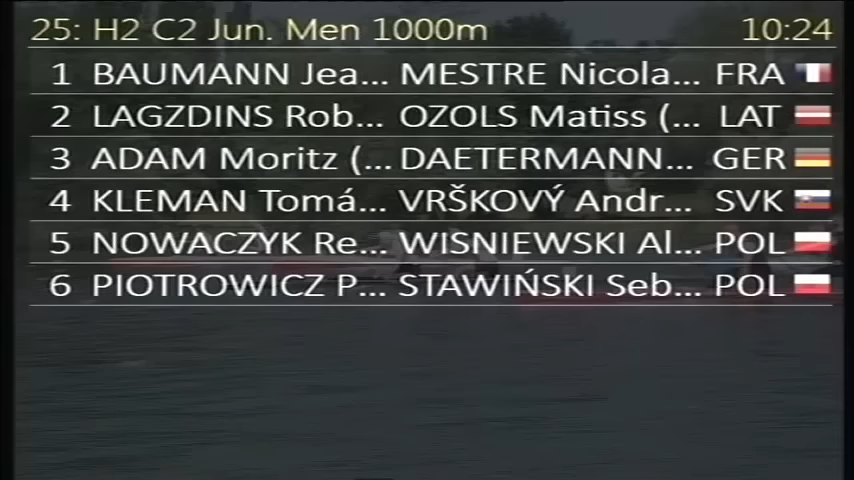 25: H2 C2 Jun. Men 1000m 10:24
1 BAUMANN Jea... MESTRE Nicola... FRA
2 LAGZDINS Rob... OZOLS Matiss (... LAT
3 ADAM Moritz (... DAETERMANN... GER
4 KLEMAN Tomá... VRŠKOVÝ Andr... SVK
5 NOWACZYK Re... WISNIEWSKI Al... POL
6 PIOTROWICZ P... STAWIŃSKI Seb... POL